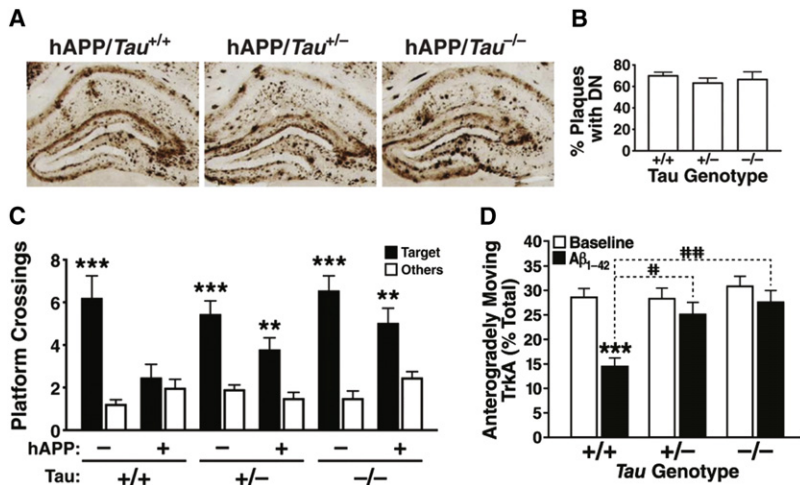 A
hAPP/Tau+/+ hAPP/Tau+/– hAPP/Tau–/–
B
% Plaques
with DN
80
60
40
20
0
+/+ +/– –/–
Tau Genotype
C
Platform Crossings
8
6
4
2
0
Target
Others
*** *** ** *** **
hAPP: – + – + – +
Tau: +/+ +/– –/–
D
Anterogradely Moving
TrkA (% Total)
40
35
30
25
20
15
10
5
0
Baseline
Aβ1–42
##
#
***
+/+ +/– –/–
Tau Genotype